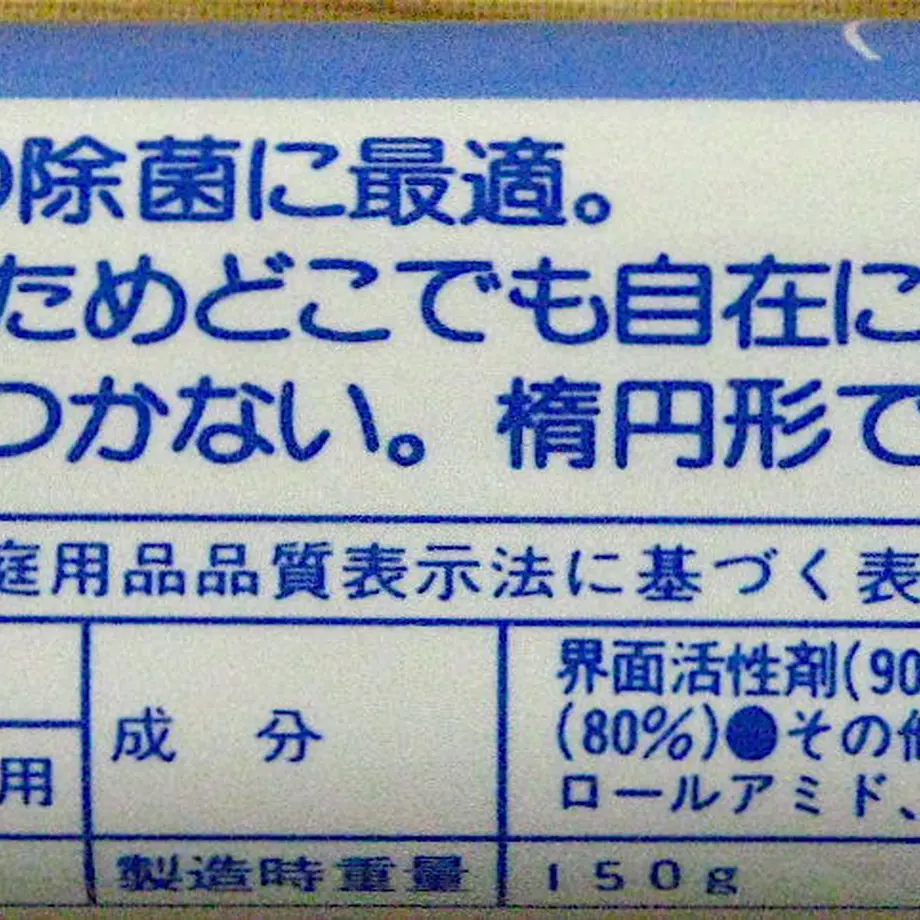 の除菌に最適。
ためどこでも自在に
つかない。楕円形で
庭用品品質表示法に基づく表
界面活性剤(90
成 分
(80%)●その他
用
ロールアミド、
製造時重量 150g